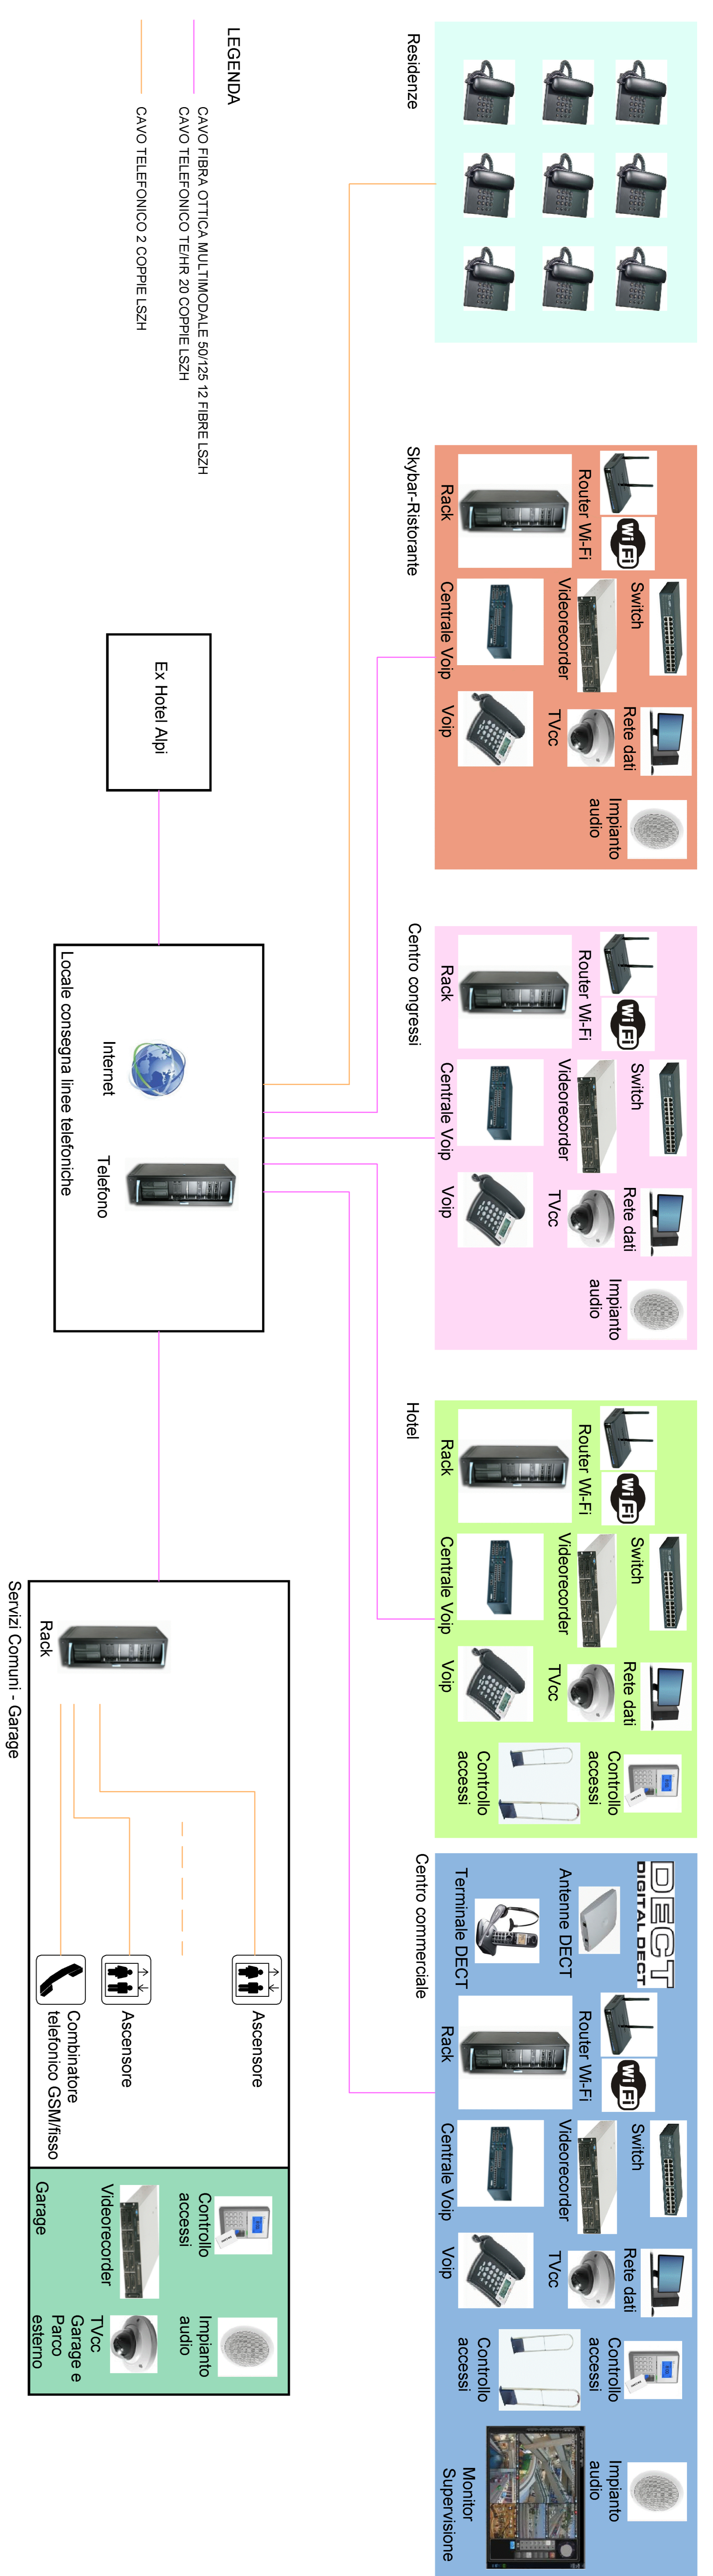 Residenze
Skybar-Ristorante
Router Wi-Fi
WiFi
Switch
Rete dati
Impianto
audio
Rack
Videorecorder
TVcc
Centrale Voip
Voip
Centro congressi
Router Wi-Fi
WiFi
Switch
Rete dati
Impianto
audio
Rack
Videorecorder
TVcc
Centrale Voip
Voip
Hotel
Router Wi-Fi
WiFi
Switch
Rete dati
Controllo
accessi
Rack
Videorecorder
TVcc
Controllo
accessi
Centrale Voip
Voip
Centro commerciale
DECT
DIGITAL DECT
Antenne DECT
Terminale DECT
Router Wi-Fi
WiFi
Switch
Rete dati
Controllo
accessi
Impianto
audio
Rack
Videorecorder
TVcc
Controllo
accessi
Monitor
Supervisione
Centrale Voip
Voip
LEGENDA
CAVO FIBRA OTTICA MULTIMODALE 50/125 12 FIBRE LSZH
CAVO TELEFONICO TE/HR 20 COPPIE LSZH
CAVO TELEFONICO 2 COPPIE LSZH
Ex Hotel Alpi
Internet
Telefono
Locale consegna linee telefoniche
Rack
Ascensore
Ascensore
Combinatore
telefonico GSM/fisso
Servizi Comuni - Garage
Controllo
accessi
Impianto
audio
Videorecorder
TVcc
Garage e
Parco
esterno
Garage